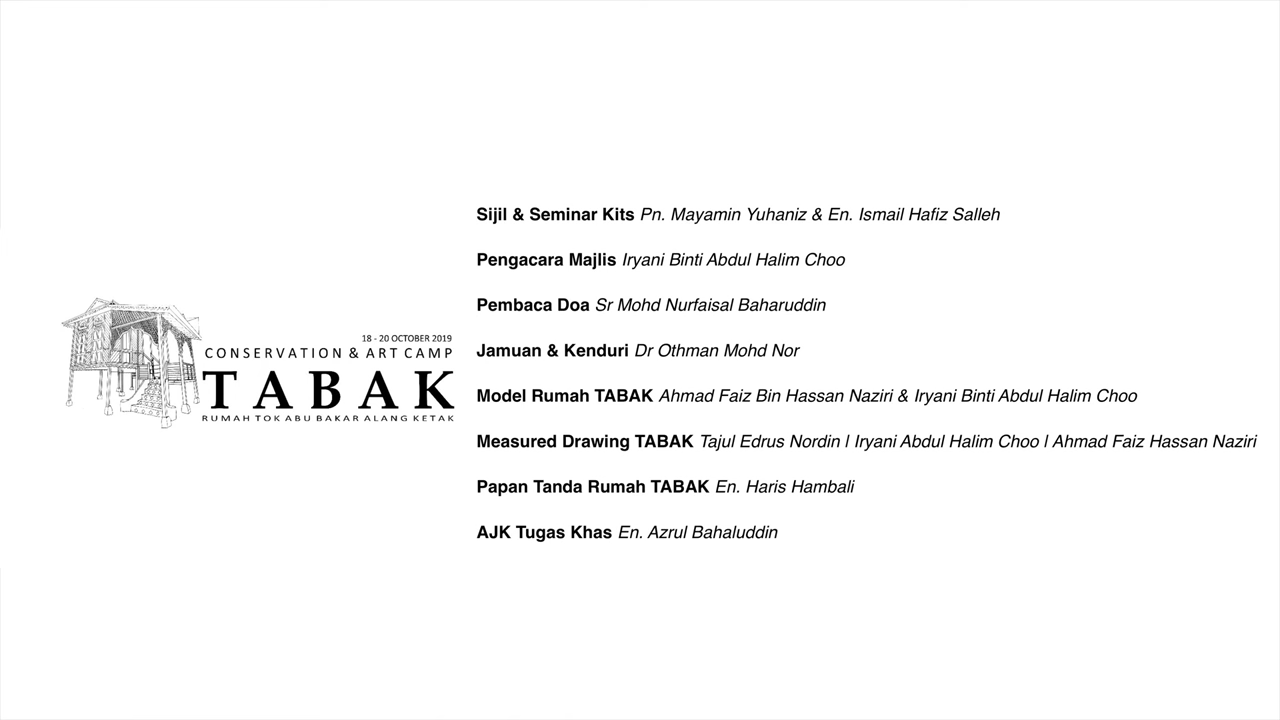 18 - 20 OCTOBER 2019
CONSERVATION & ART CAMP
TABAK
RUMAH TOK ABU BAKAR ALANG KETAK
Sijil & Seminar Kits Pn. Mayamin Yuhaniz & En. Ismail Hafiz Salleh
Pengacara Majlis Iryani Binti Abdul Halim Choo
Pembaca Doa Sr Mohd Nurfaisal Baharuddin
Jamuan & Kenduri Dr Othman Mohd Nor
Model Rumah TABAK Ahmad Faiz Bin Hassan Naziri & Iryani Binti Abdul Halim Choo
Measured Drawing TABAK Tajul Edrus Nordin | Iryani Abdul Halim Choo | Ahmad Faiz Hassan Naziri
Papan Tanda Rumah TABAK En. Haris Hambali
AJK Tugas Khas En. Azrul Bahaluddin